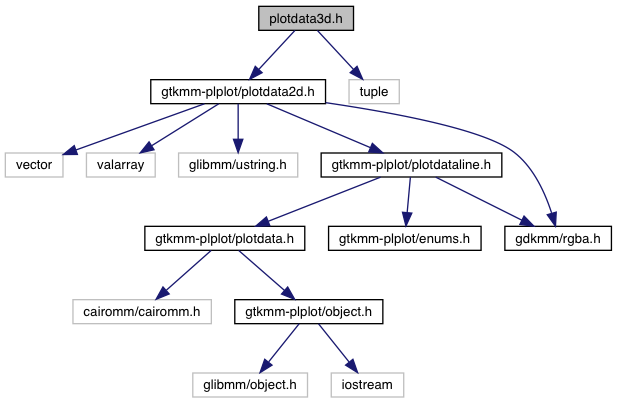 plotdata3d.h
gtkmm-plplot/plotdata2d.h
tuple
vector
valarray
glibmm/ustring.h
gtkmm-plplot/plotdataline.h
gtkmm-plplot/plotdata.h
gtkmm-plplot/enums.h
gdkmm/rgba.h
cairomm/cairomm.h
gtkmm-plplot/object.h
glibmm/object.h
iostream